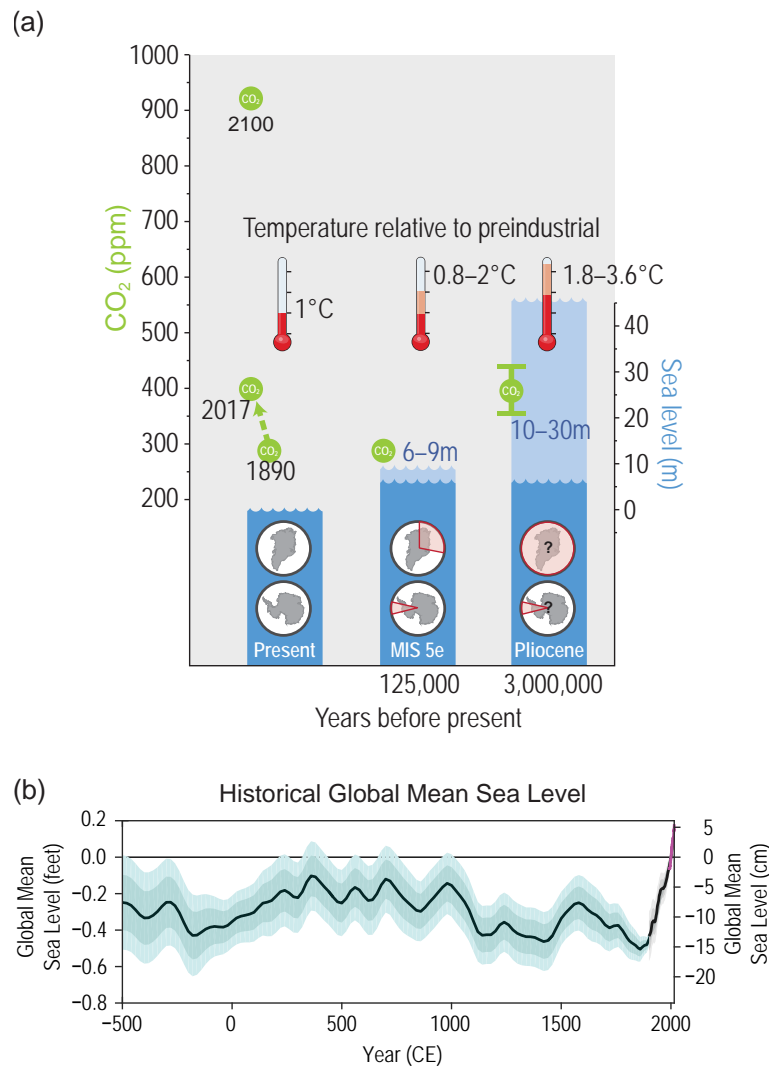 (a)
1000
900
800
700
600
500
400
300
200
CO₂ (ppm)
CO₂
2100
Temperature relative to preindustrial
1°C
0.8–2°C
1.8–3.6°C
40
30
20
10
0
Sea level (m)
CO₂
2017
CO₂
1890
CO₂
6–9m
CO₂
10–30m
?
?
Present
MIS 5e
Pliocene
125,000
3,000,000
Years before present
(b)
Historical Global Mean Sea Level
0.2
0.0
−0.2
−0.4
−0.6
−0.8
Global Mean
Sea Level (feet)
5
0
−5
−10
−15
−20
Global Mean
Sea Level (cm)
−500
0
500
1000
1500
2000
Year (CE)